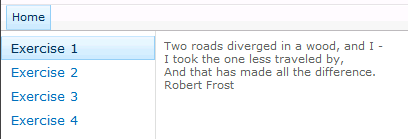 Home
Exercise 1
Exercise 2
Exercise 3
Exercise 4
Two roads diverged in a wood, and I -
I took the one less traveled by,
And that has made all the difference.
Robert Frost